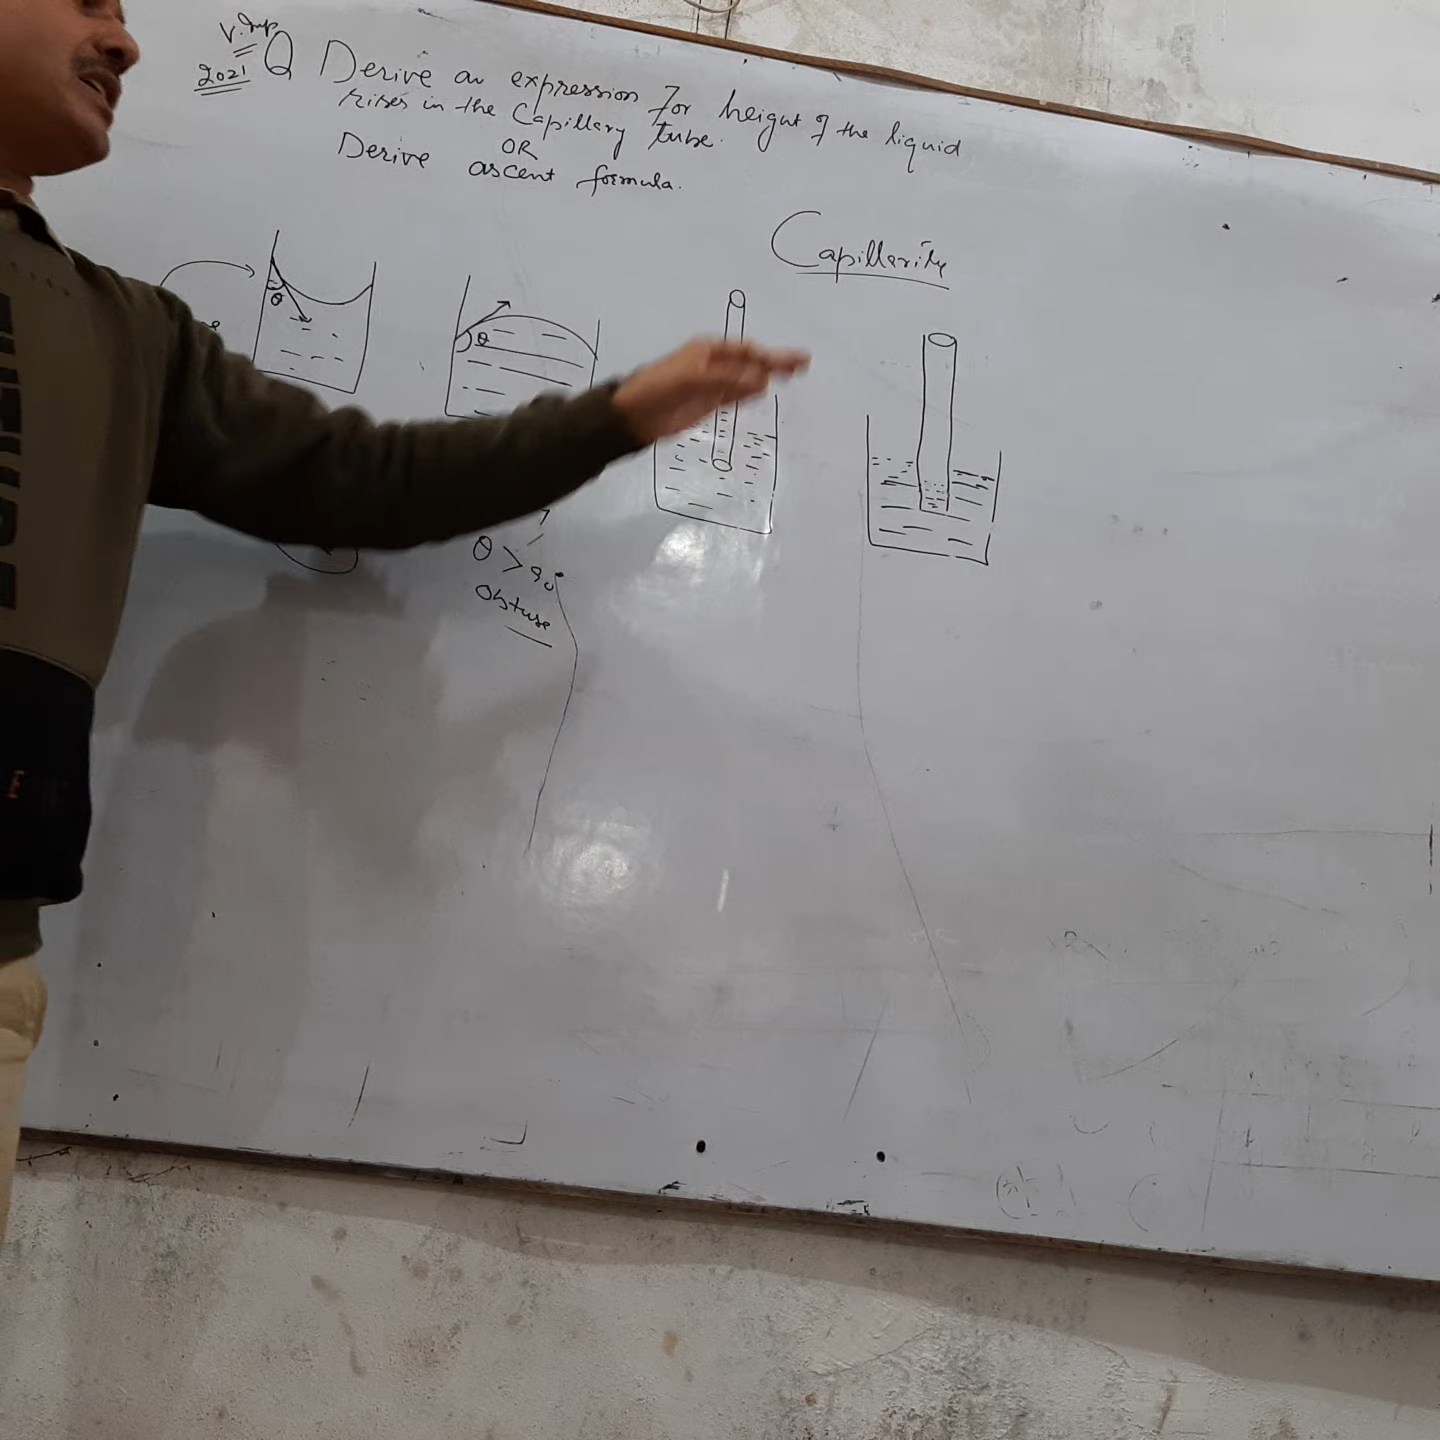 V. Imp
2021
Q Derive an expression for height of the liquid
rises in the Capillary tube.
OR
Derive ascent formula.
Capillarity
θ
θ
θ > 90°
Obtuse